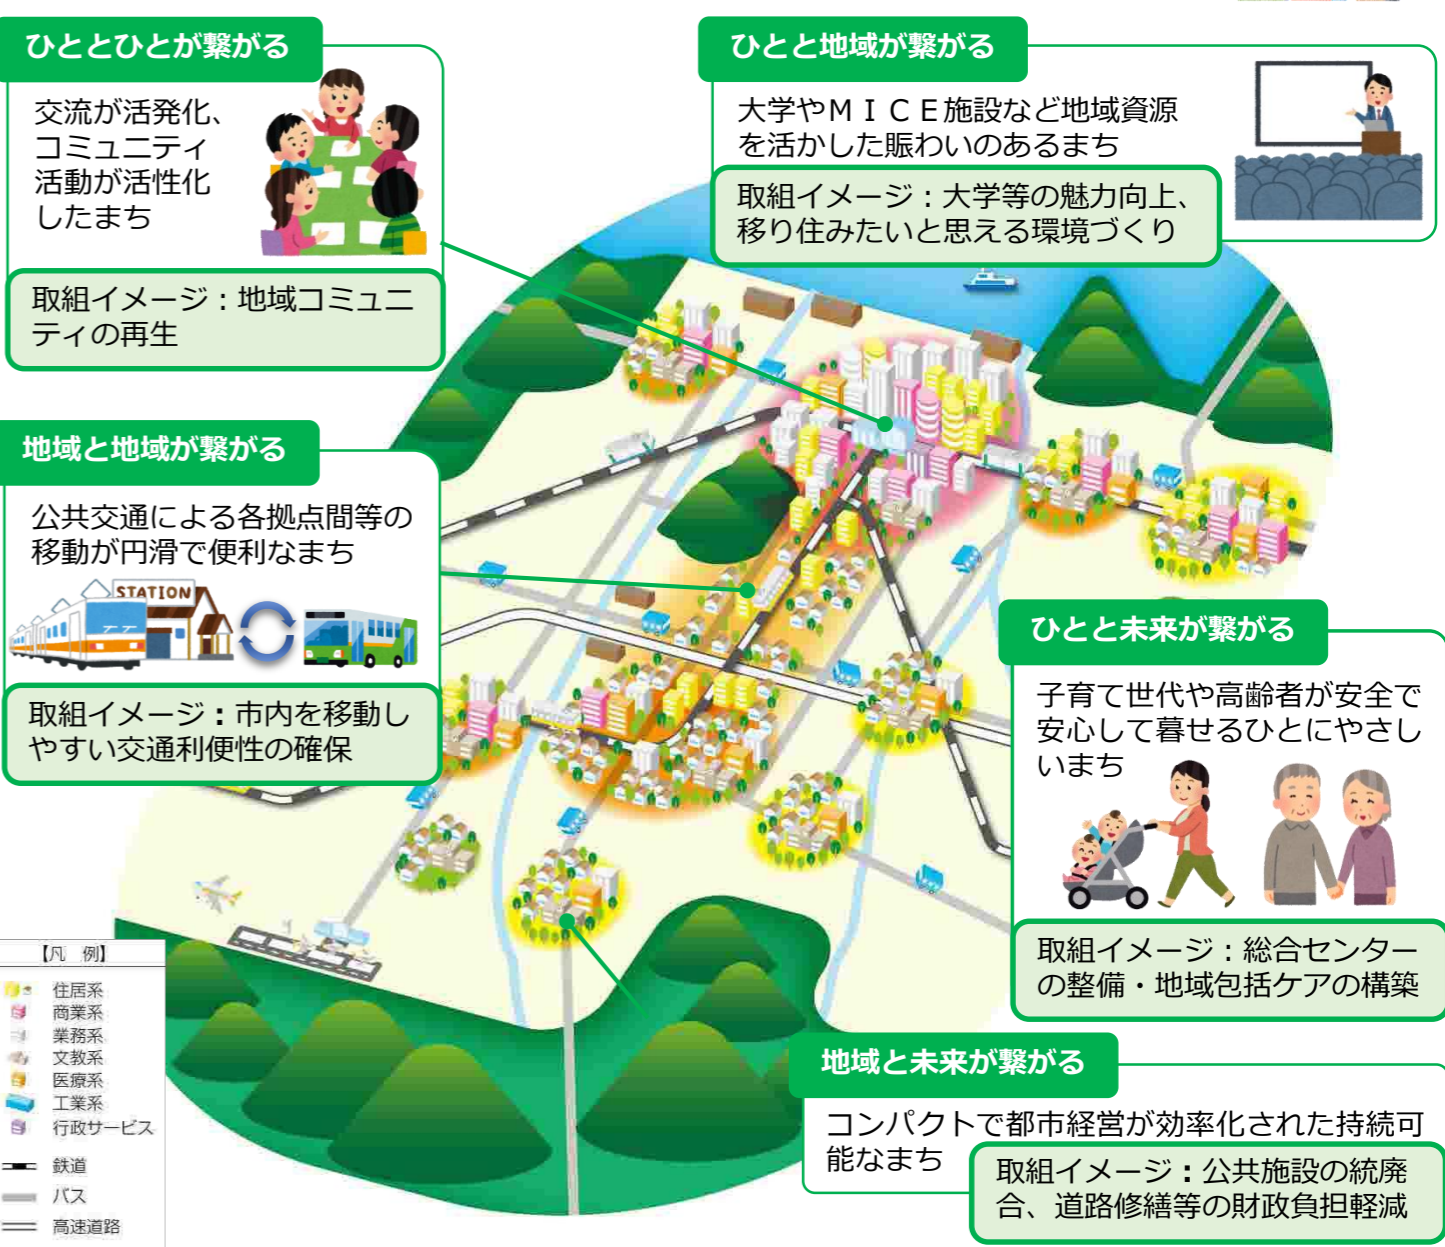 ひととひとが繋がる
交流が活発化、
コミュニティ
活動が活性化
したまち
取組イメージ：地域コミュニ
ティの再生
ひとと地域が繋がる
大学やＭＩＣＥ施設など地域資源
を活かした賑わいのあるまち
取組イメージ：大学等の魅力向上、
移り住みたいと思える環境づくり
地域と地域が繋がる
公共交通による各拠点間等の
移動が円滑で便利なまち
STATION
取組イメージ：市内を移動し
やすい交通利便性の確保
ひとと未来が繋がる
子育て世代や高齢者が安全で
安心して暮せるひとにやさし
いまち
取組イメージ：総合センター
の整備・地域包括ケアの構築
地域と未来が繋がる
コンパクトで都市経営が効率化された持続可
能なまち
取組イメージ：公共施設の統廃
合、道路修繕等の財政負担軽減
【凡　例】
住居系
商業系
業務系
文教系
医療系
工業系
行政サービス
鉄道
バス
高速道路